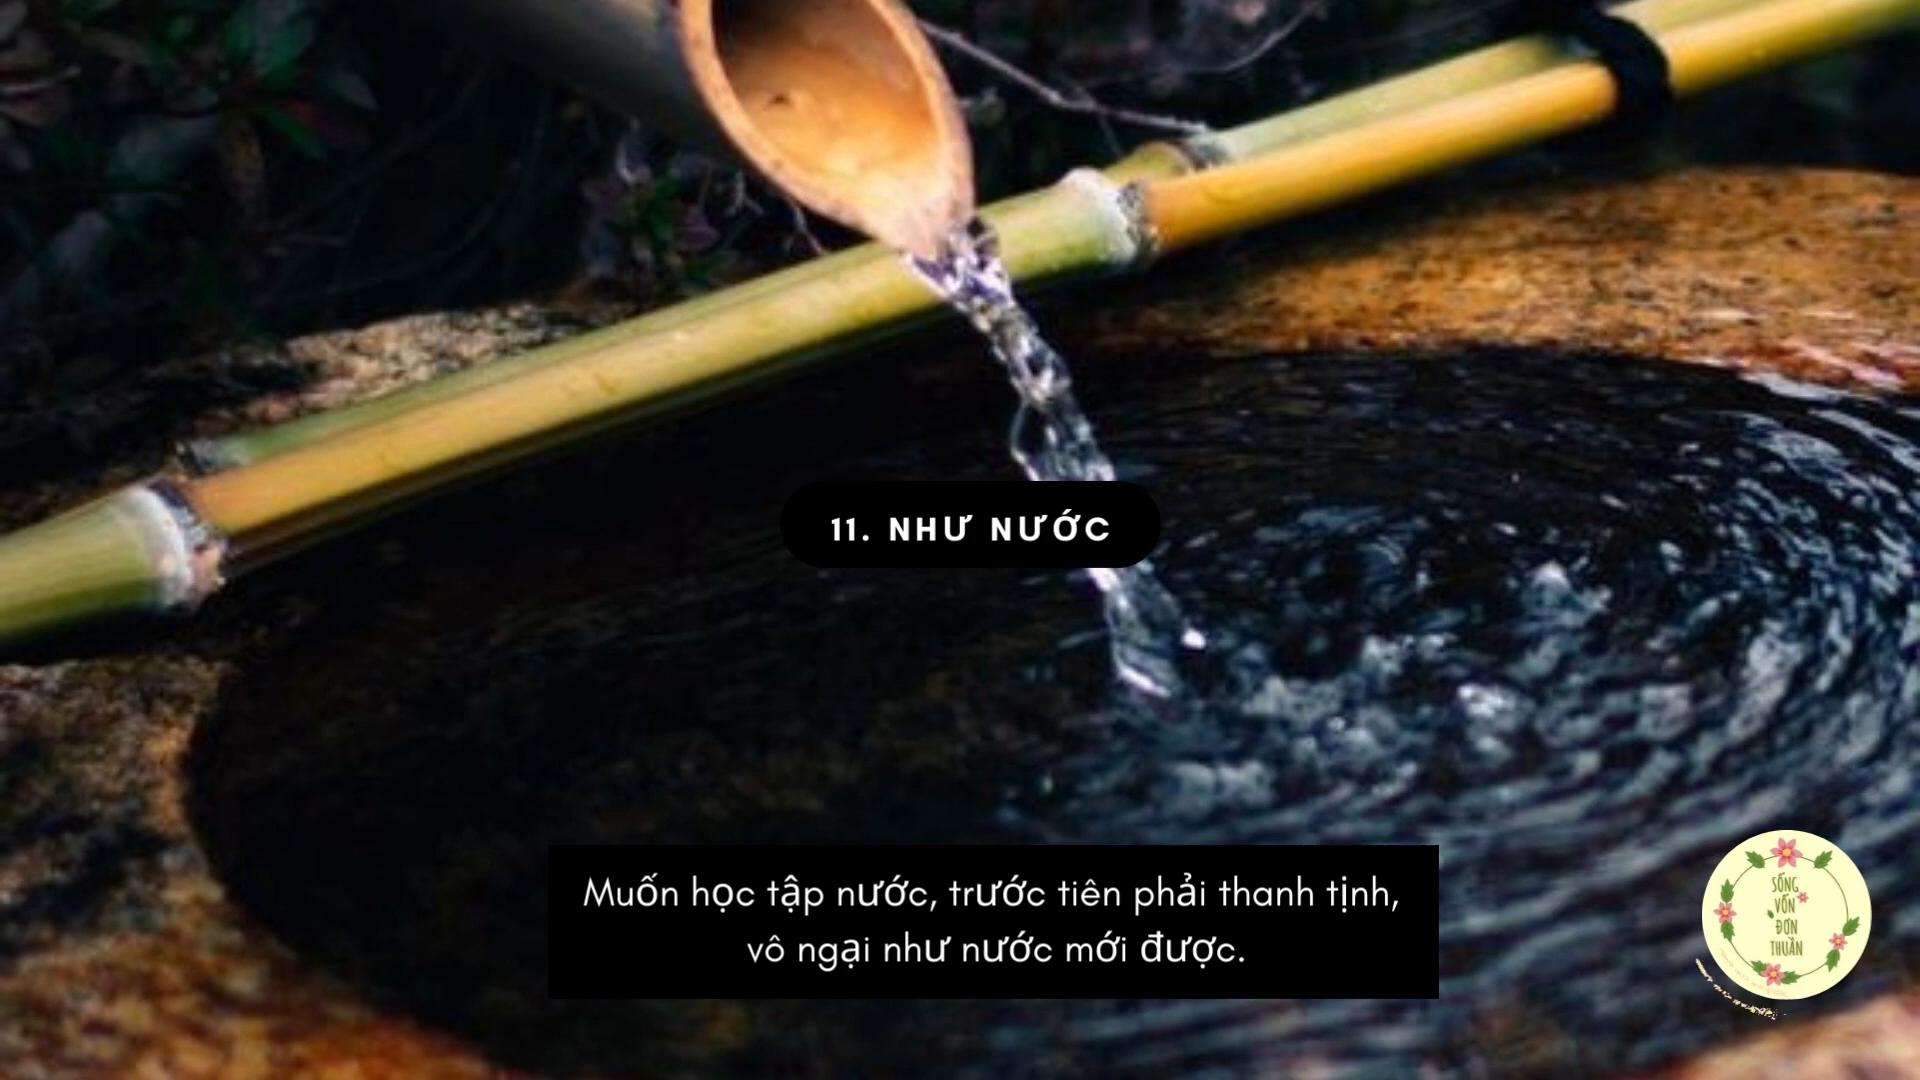 11. NHƯ NƯỚC
Muốn học tập nước, trước tiên phải thanh tịnh,
vô ngại như nước mới được.
SỐNG
VỐN
ĐƠN
THUẦN